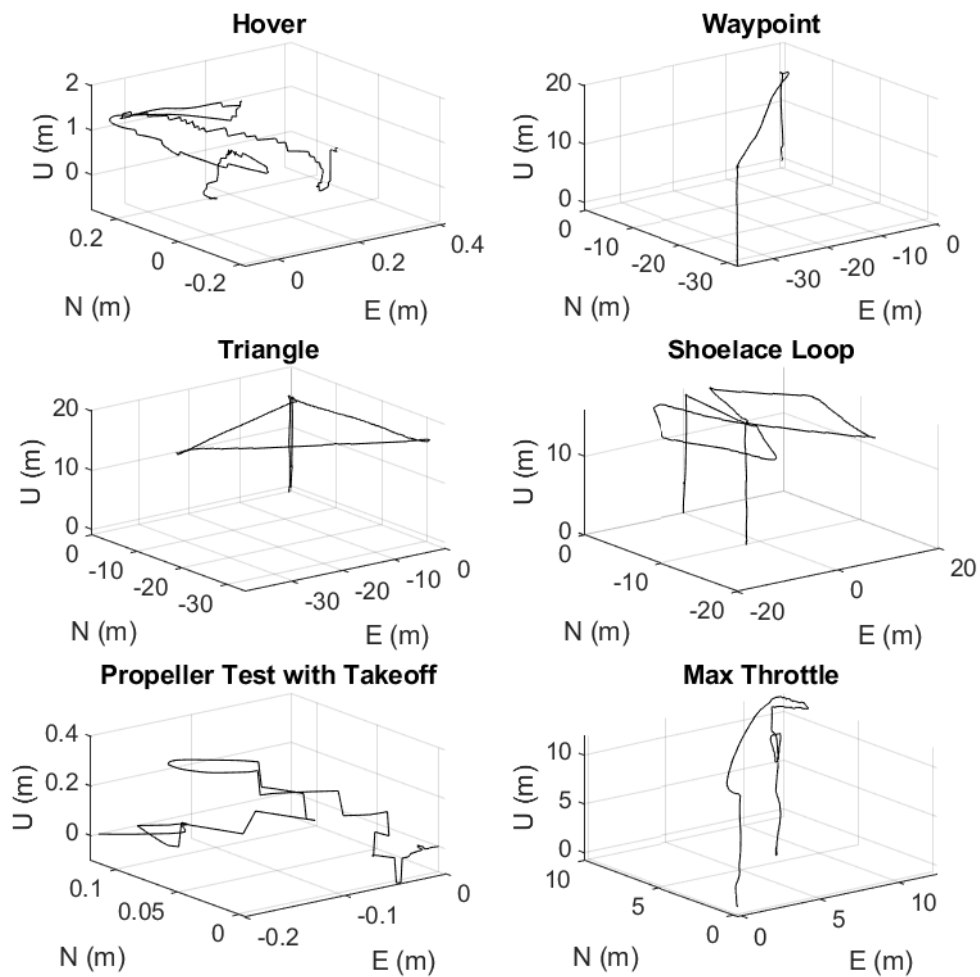 Hover
U (m)
2
1
0
0.2
0
-0.2
N (m)
0
0.2
0.4
E (m)
Waypoint
U (m)
20
10
0
0
-10
-20
-30
N (m)
-30
-20
-10
0
E (m)
Triangle
U (m)
20
10
0
0
-10
-20
-30
N (m)
-30
-20
-10
0
E (m)
Shoelace Loop
U (m)
10
0
0
-10
-20
N (m)
-20
0
20
E (m)
Propeller Test with Takeoff
U (m)
0.4
0.2
0
0.1
0.05
0
N (m)
-0.2
-0.1
0
E (m)
Max Throttle
U (m)
10
5
0
10
5
0
N (m)
0
5
10
E (m)